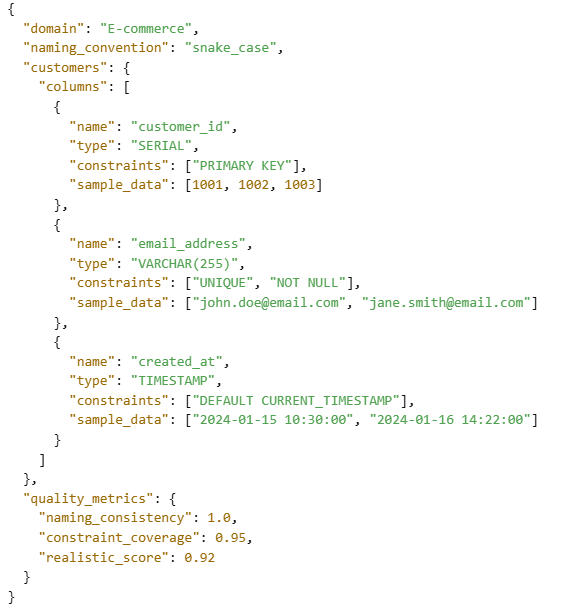 {
  "domain": "E-commerce",
  "naming_convention": "snake_case",
  "customers": {
    "columns": [
      {
        "name": "customer_id",
        "type": "SERIAL",
        "constraints": ["PRIMARY KEY"],
        "sample_data": [1001, 1002, 1003]
      },
      {
        "name": "email_address",
        "type": "VARCHAR(255)",
        "constraints": ["UNIQUE", "NOT NULL"],
        "sample_data": ["john.doe@email.com", "jane.smith@email.com"]
      },
      {
        "name": "created_at",
        "type": "TIMESTAMP",
        "constraints": ["DEFAULT CURRENT_TIMESTAMP"],
        "sample_data": ["2024-01-15 10:30:00", "2024-01-16 14:22:00"]
      }
    ]
  },
  "quality_metrics": {
    "naming_consistency": 1.0,
    "constraint_coverage": 0.95,
    "realistic_score": 0.92
  }
}